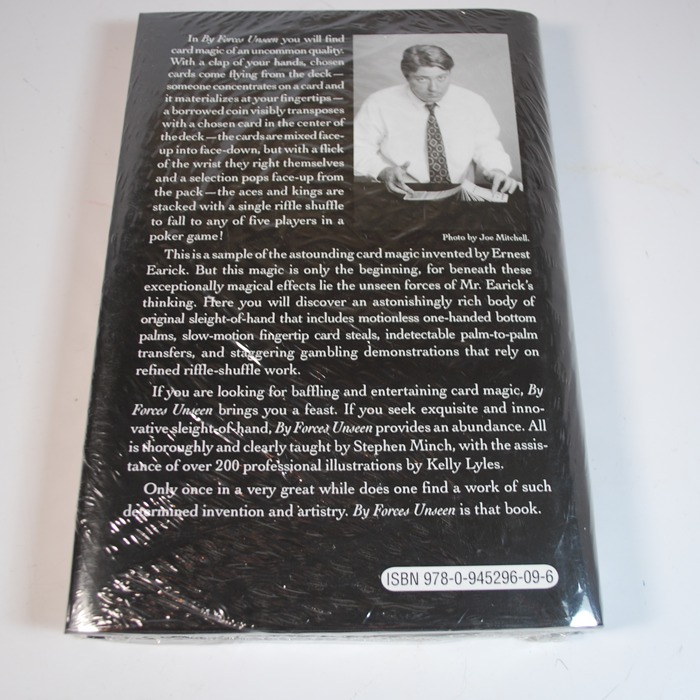 In By Forces Unseen you will find
card magic of an uncommon quality.
With a clap of your hands, chosen
cards come flying from the deck—
someone concentrates on a card and
it materializes at your fingertips—
a borrowed coin visibly transposes
with a chosen card in the center of
the deck—the cards are mixed face-
up into face-down, but with a flick
of the wrist they right themselves
and a selection pops face-up from
the pack—the aces and kings are
stacked with a single riffle shuffle
to fall to any of five players in a
poker game!
Photo by Joe Mitchell.
This is a sample of the astounding card magic invented by Ernest
Earick. But this magic is only the beginning, for beneath these
exceptionally magical effects lie the unseen forces of Mr. Earick's
thinking. Here you will discover an astonishingly rich body of
original sleight-of-hand that includes motionless one-handed bottom
palms, slow-motion fingertip card steals, indetectable palm-to-palm
transfers, and staggering gambling demonstrations that rely on
refined riffle-shuffle work.
If you are looking for baffling and entertaining card magic, By
Forces Unseen brings you a feast. If you seek exquisite and inno-
vative sleight-of-hand, By Forces Unseen provides an abundance. All
is thoroughly and clearly taught by Stephen Minch, with the assis-
tance of over 200 professional illustrations by Kelly Lyles.
Only once in a very great while does one find a work of such
determined invention and artistry. By Forces Unseen is that book.
ISBN 978-0-945296-09-6